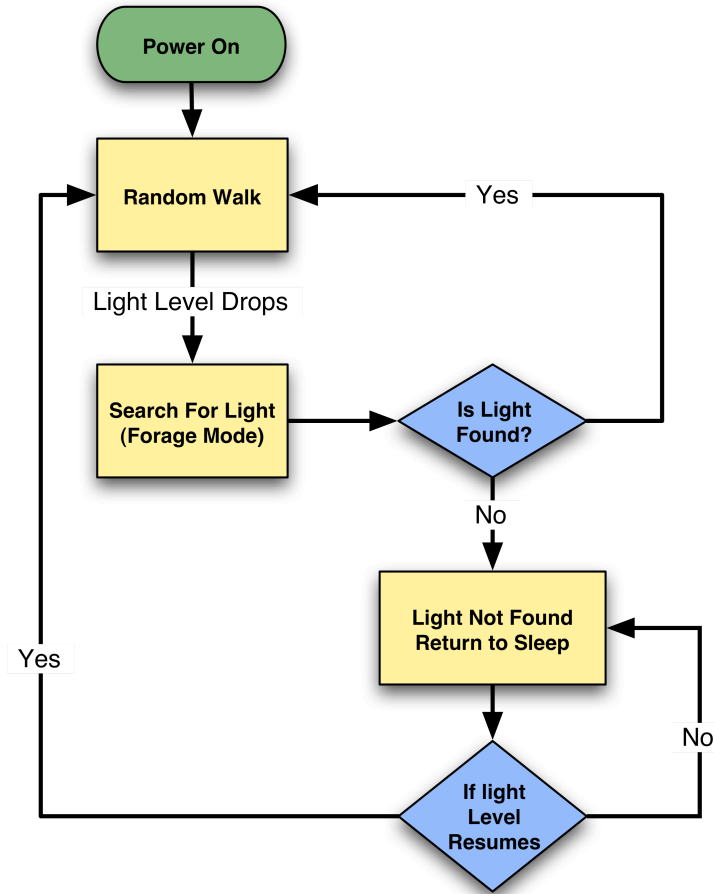 Power On
Random Walk
Yes
Light Level Drops
Search For Light
(Forage Mode)
Is Light
Found?
No
Light Not Found
Return to Sleep
Yes
No
If light
Level
Resumes